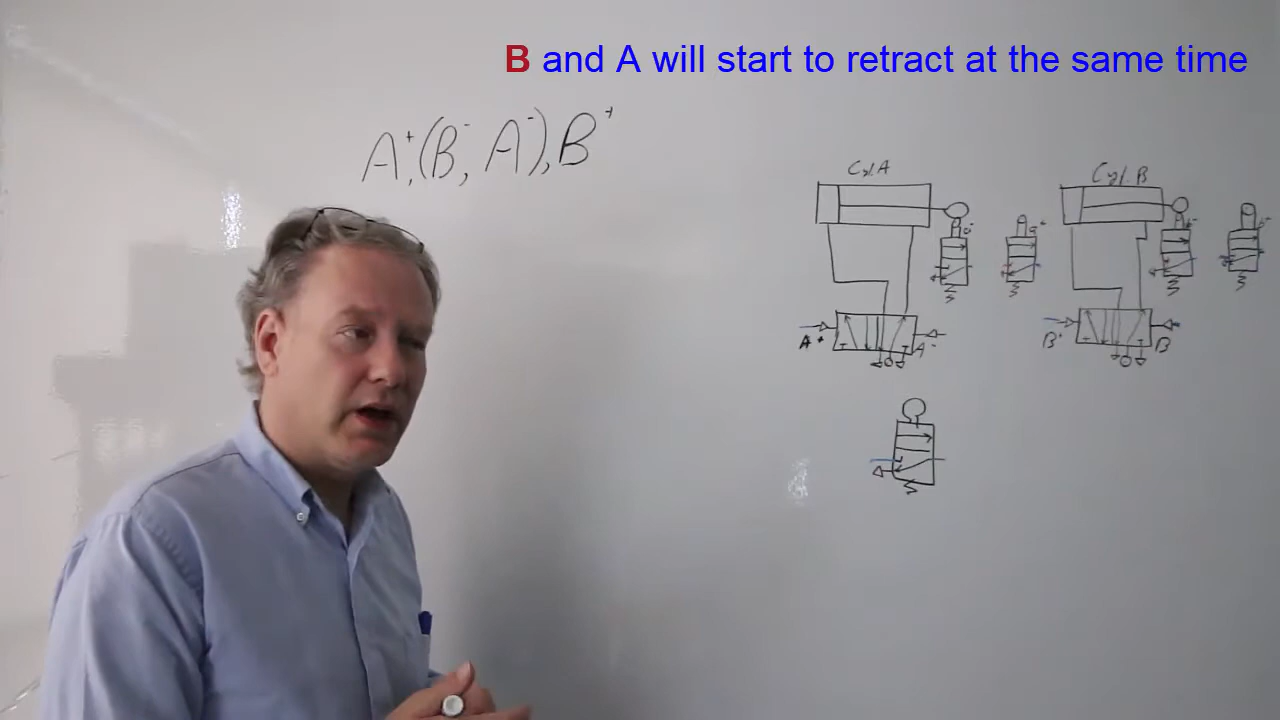 B and A will start to retract at the same time
A⁺, (B⁻, A⁻), B⁺
Cyl. A
Cyl. B
a⁻
a⁺
b⁻
b⁺
A⁺
A⁻
B⁺
B